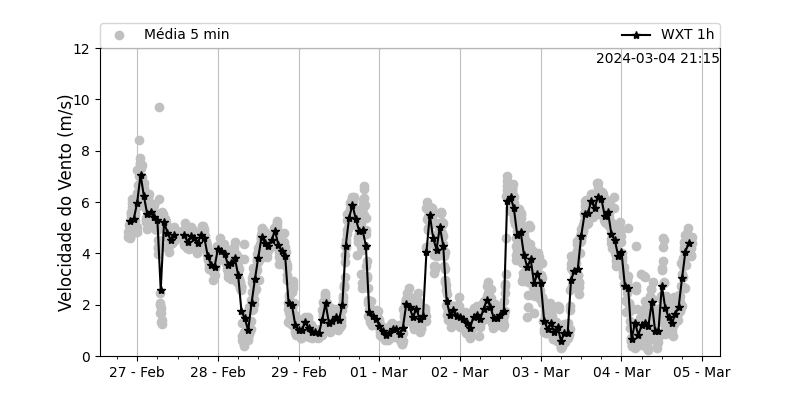 Média 5 min
WXT 1h
2024-03-04 21:15
Velocidade do Vento (m/s)
12
10
8
6
4
2
0
27 - Feb
28 - Feb
29 - Feb
01 - Mar
02 - Mar
03 - Mar
04 - Mar
05 - Mar